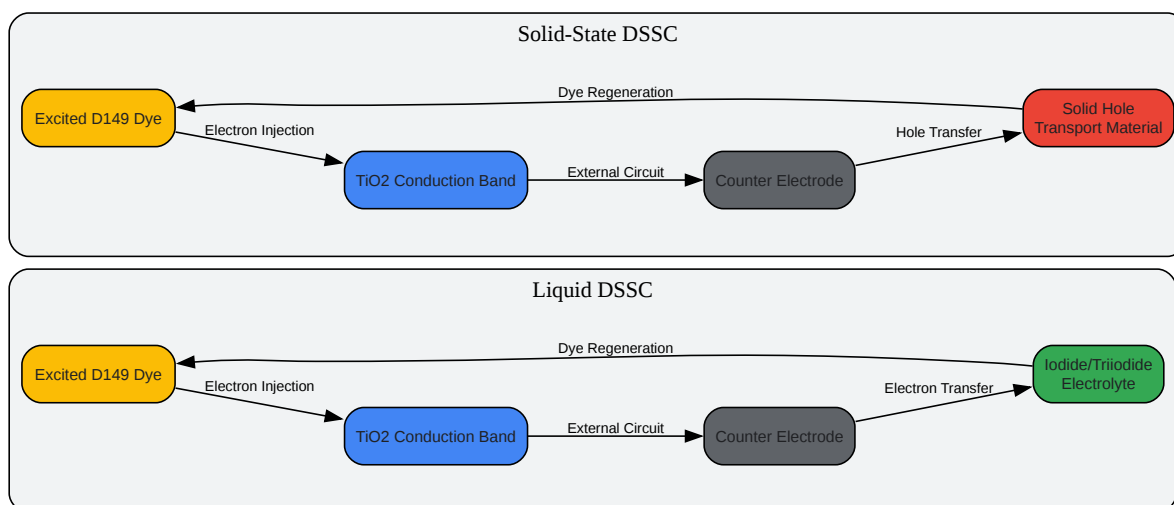 Solid-State DSSC
Dye Regeneration
Excited D149 Dye
Electron Injection
TiO2 Conduction Band
External Circuit
Counter Electrode
Hole Transfer
Solid Hole
Transport Material
Liquid DSSC
Dye Regeneration
Excited D149 Dye
Electron Injection
TiO2 Conduction Band
External Circuit
Counter Electrode
Electron Transfer
Iodide/Triiodide
Electrolyte